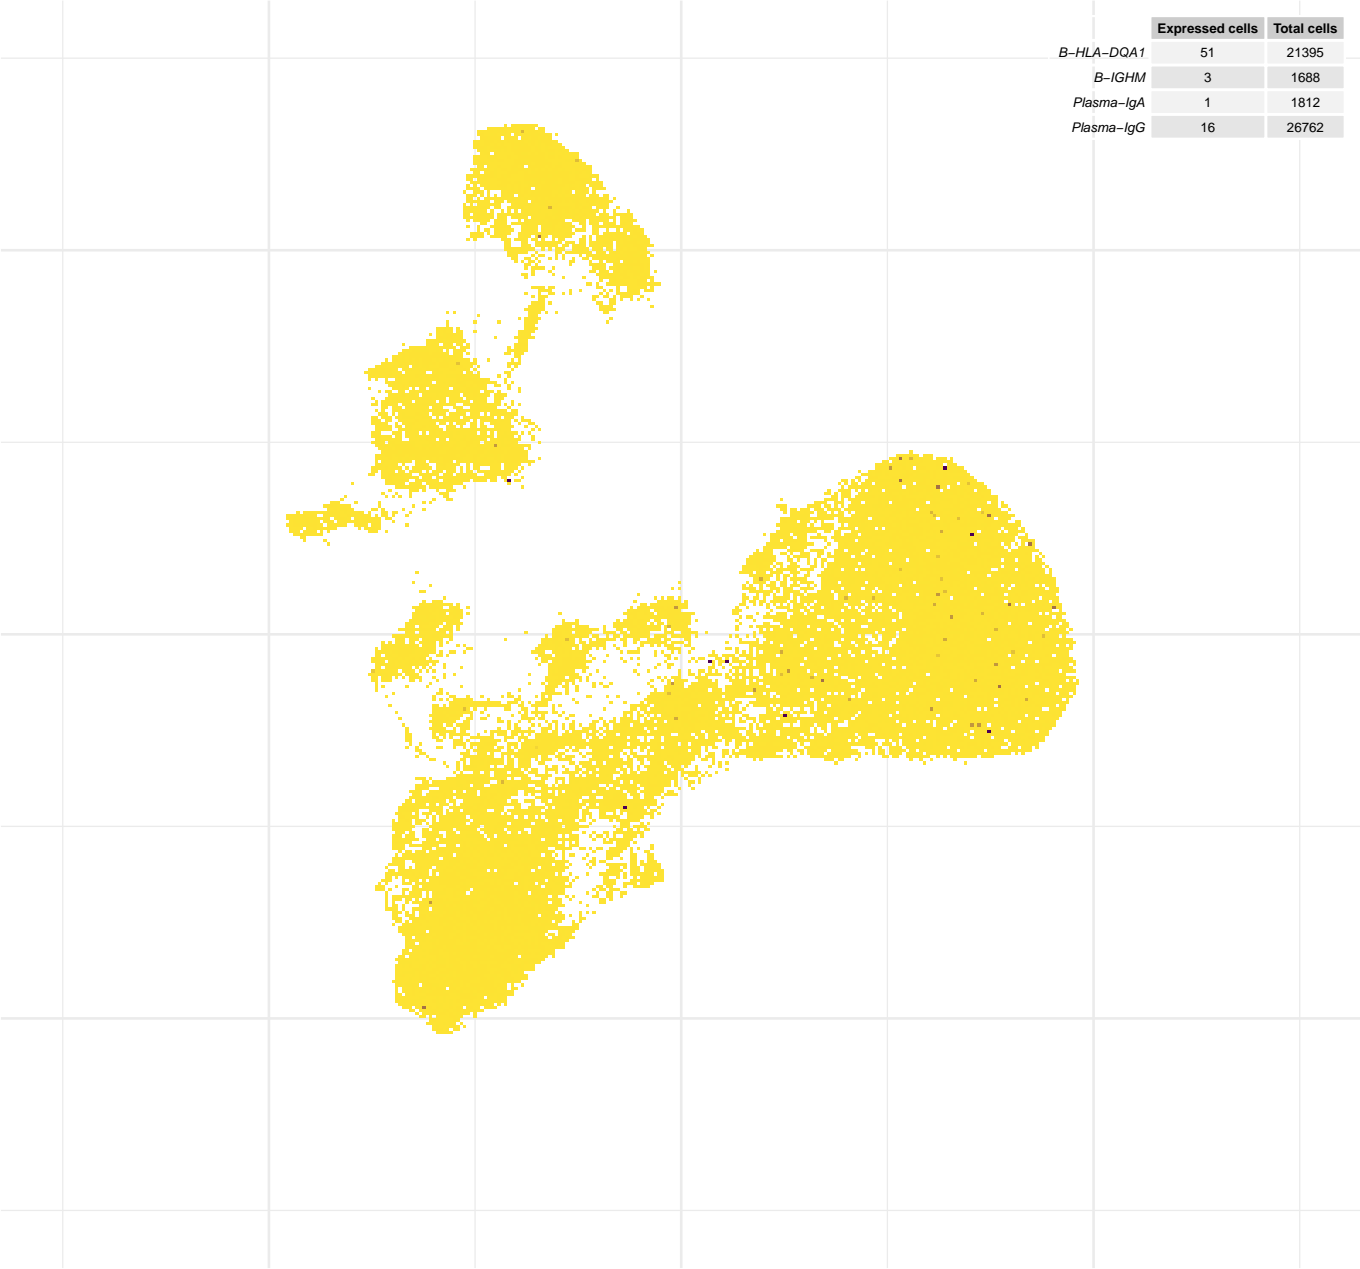 Expressed cells Total cells
B−HLA−DQA1 51 21395
B−IGHM 3 1688
Plasma−IgA 1 1812
Plasma−IgG 16 26762